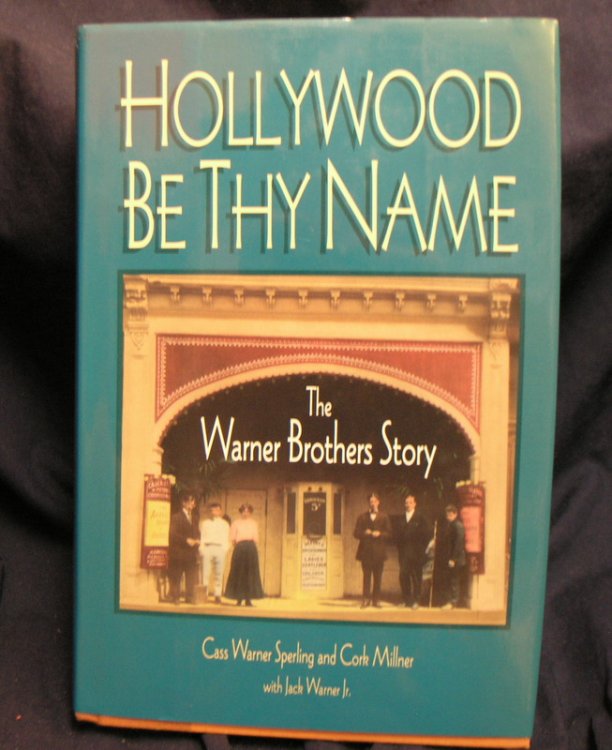 HOLLYWOOD
BE THY NAME
The
Warner Brothers Story
Cass Warner Sperling and Cork Millner
with Jack Warner Jr.